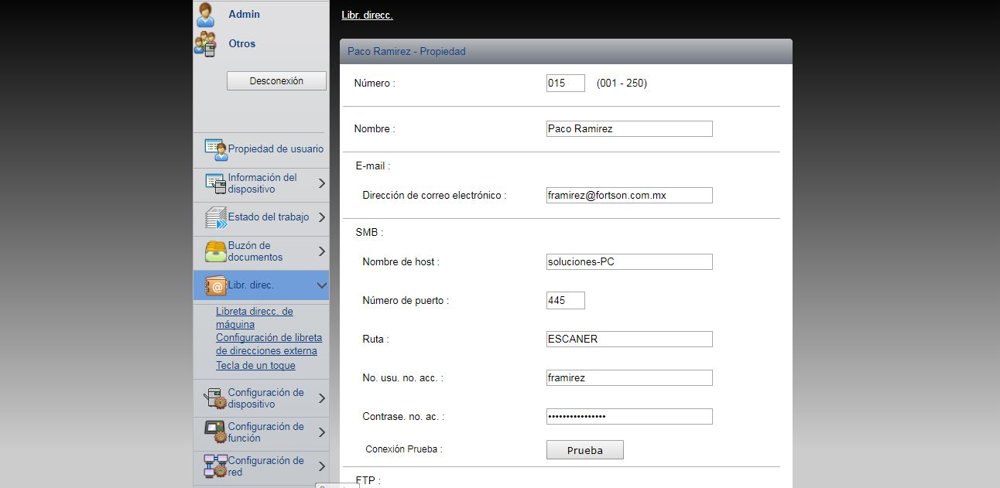 Admin
Otros
Desconexión
Propiedad de usuario
Información del
dispositivo
Estado del trabajo
Buzón de
documentos
Libr. direc.
Libreta direcc. de
máquina
Configuración de libreta
de direcciones externa
Tecla de un toque
Configuración de
dispositivo
Configuración de
función
Configuración de
red
Libr. direcc.
Paco Ramirez - Propiedad
Número : 015 (001 - 250)
Nombre : Paco Ramirez
E-mail :
Dirección de correo electrónico : framirez@fortson.com.mx
SMB :
Nombre de host : soluciones-PC
Número de puerto : 445
Ruta : ESCANER
No. usu. no. acc. : framirez
Contrase. no. ac. : ••••••••••••••••
Conexión Prueba : Prueba
FTP :